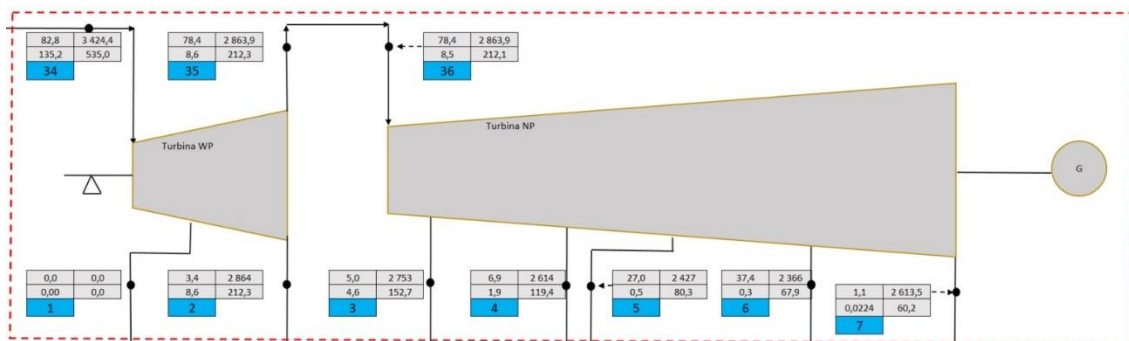 82,8 3 424,4
135,2 535,0
34
78,4 2 863,9
8,6 212,3
35
78,4 2 863,9
8,5 212,1
36
Turbina WP
Turbina NP
G
0,0 0,0
0,00 0,0
1
3,4 2 864
8,6 212,3
2
5,0 2 753
4,6 152,7
3
6,9 2 614
1,9 119,4
4
27,0 2 427
0,5 80,3
5
37,4 2 366
0,3 67,9
6
1,1 2 613,5
0,0224 60,2
7